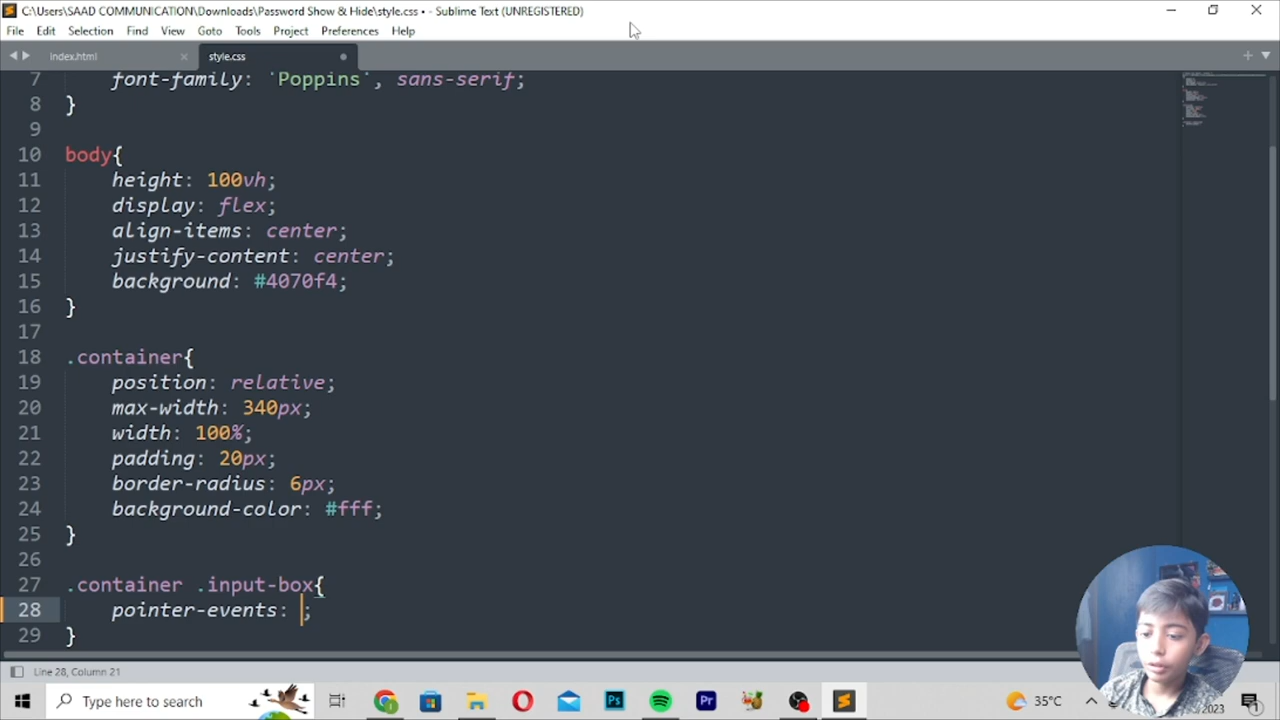 C:\Users\SAAD COMMUNICATION\Downloads\Password Show & Hide\style.css • - Sublime Text (UNREGISTERED)
File Edit Selection Find View Goto Tools Project Preferences Help
index.html style.css
7 font-family: `Poppins`, sans-serif;
8 }
9
10 body{
11 height: 100vh;
12 display: flex;
13 align-items: center;
14 justify-content: center;
15 background: #4070f4;
16 }
17
18 .container{
19 position: relative;
20 max-width: 340px;
21 width: 100%;
22 padding: 20px;
23 border-radius: 6px;
24 background-color: #fff;
25 }
26
27 .container .input-box{
28 pointer-events: ;
29 }
Line 28, Column 21
Type here to search
35°C
2023